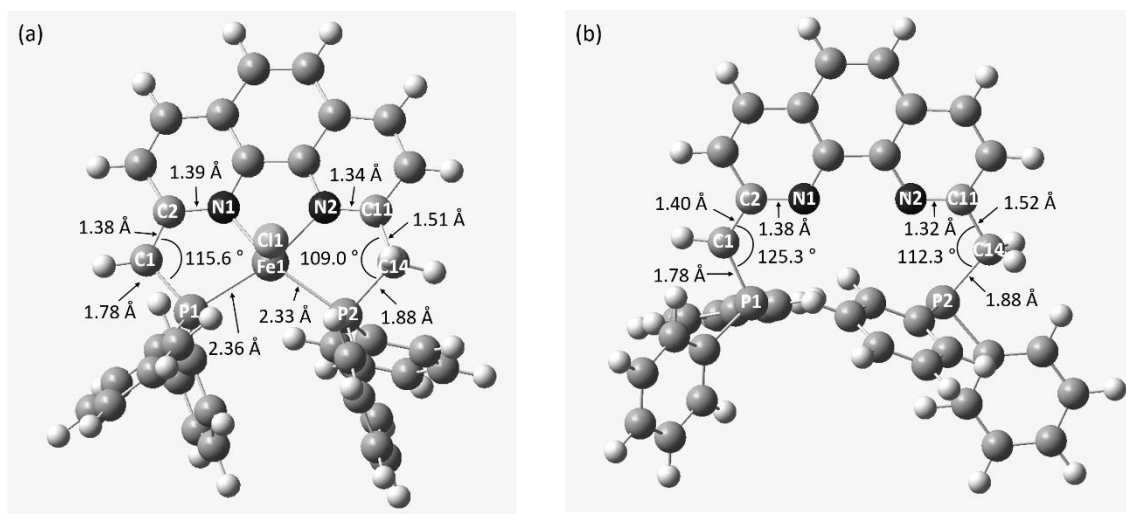 (a)
1.39 Å
1.34 Å
C2
N1
N2
C11
1.38 Å
Cl1
1.51 Å
C1
115.6 °
Fe1
109.0 °
C14
1.78 Å
P1
P2
1.88 Å
2.33 Å
2.36 Å
(b)
C2
N1
N2
C11
1.40 Å
1.38 Å
1.32 Å
1.52 Å
C1
C14
125.3 °
112.3 °
1.78 Å
P1
P2
1.88 Å